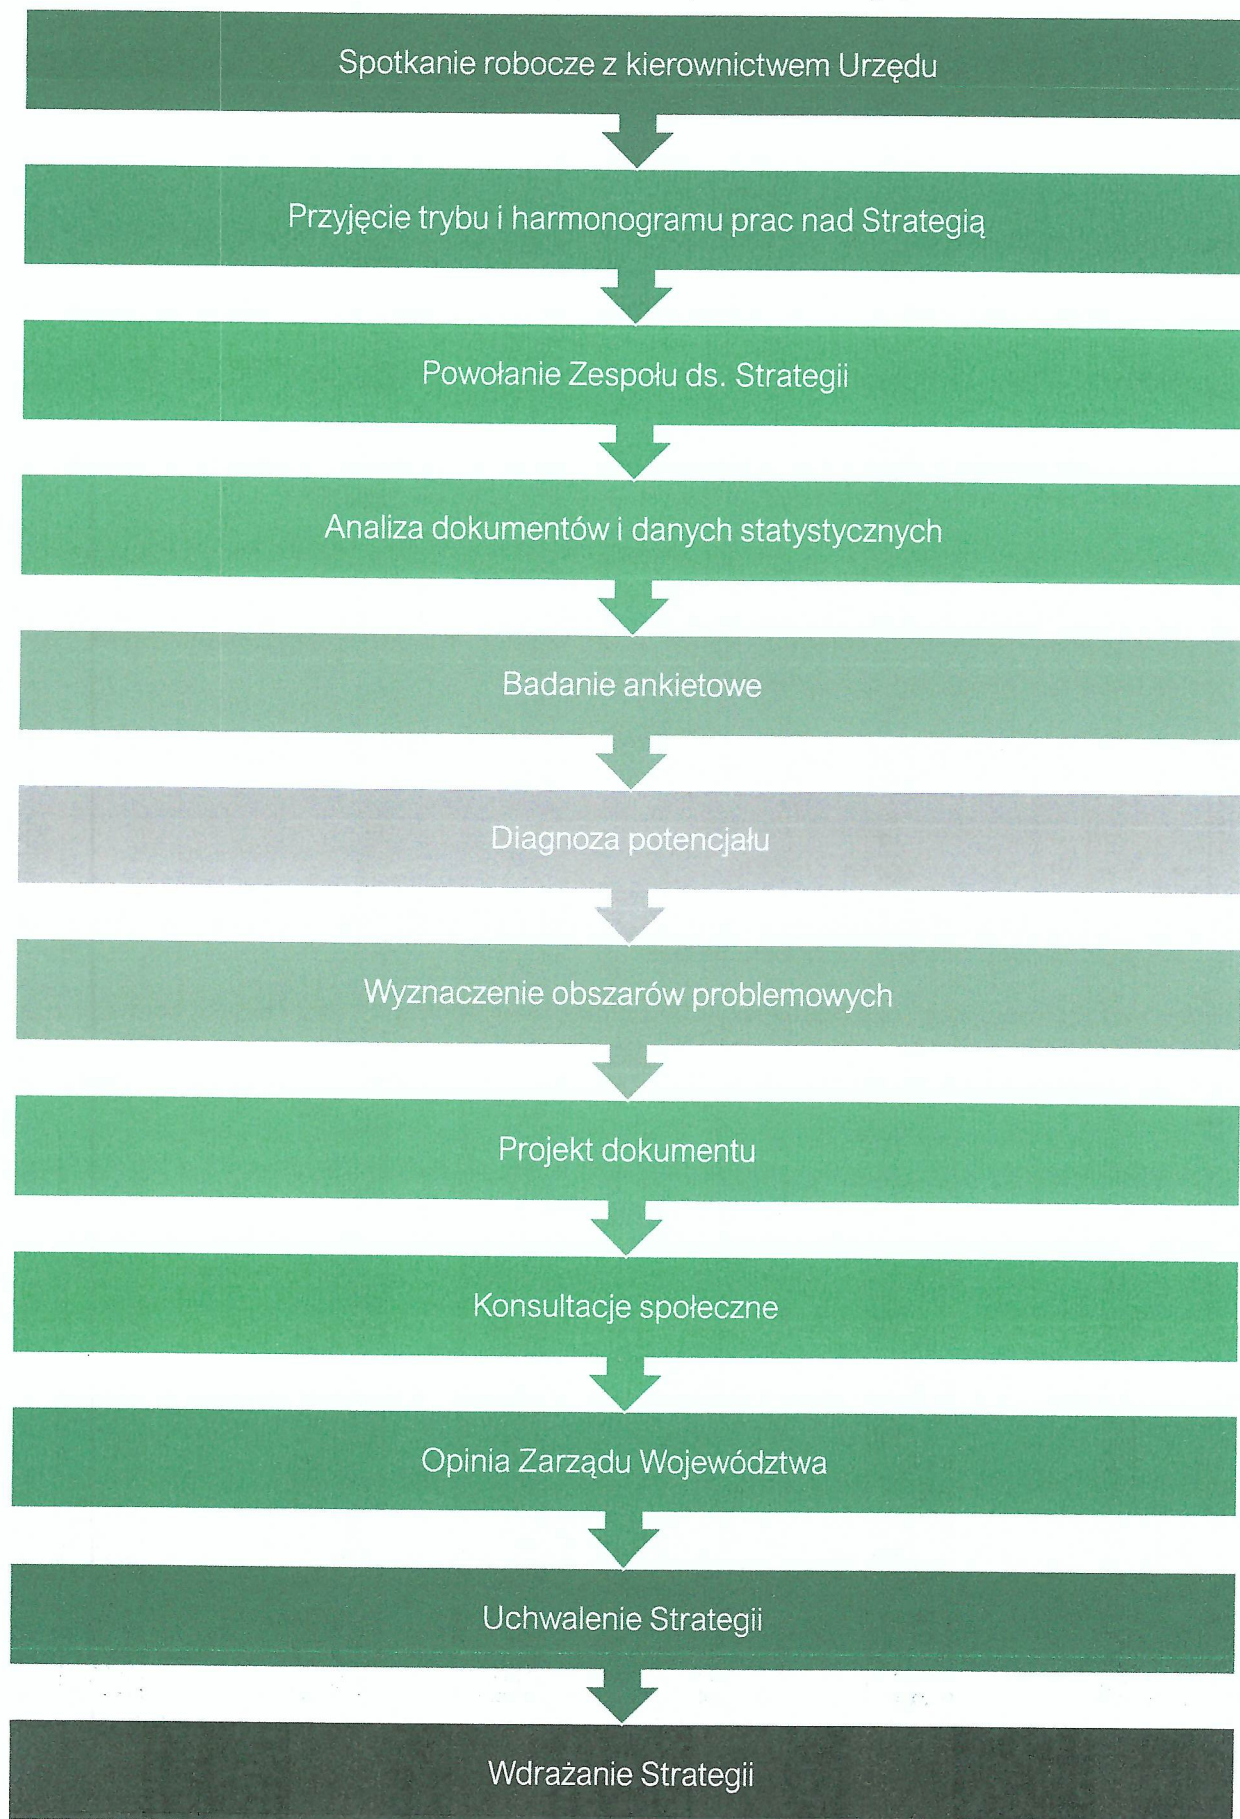 Spotkanie robocze z kierownictwem Urzędu
Przyjęcie trybu i harmonogramu prac nad Strategią
Powołanie Zespołu ds. Strategii
Analiza dokumentów i danych statystycznych
Badanie ankietowe
Diagnoza potencjału
Wyznaczenie obszarów problemowych
Projekt dokumentu
Konsultacje społeczne
Opinia Zarządu Województwa
Uchwalenie Strategii
Wdrażanie Strategii